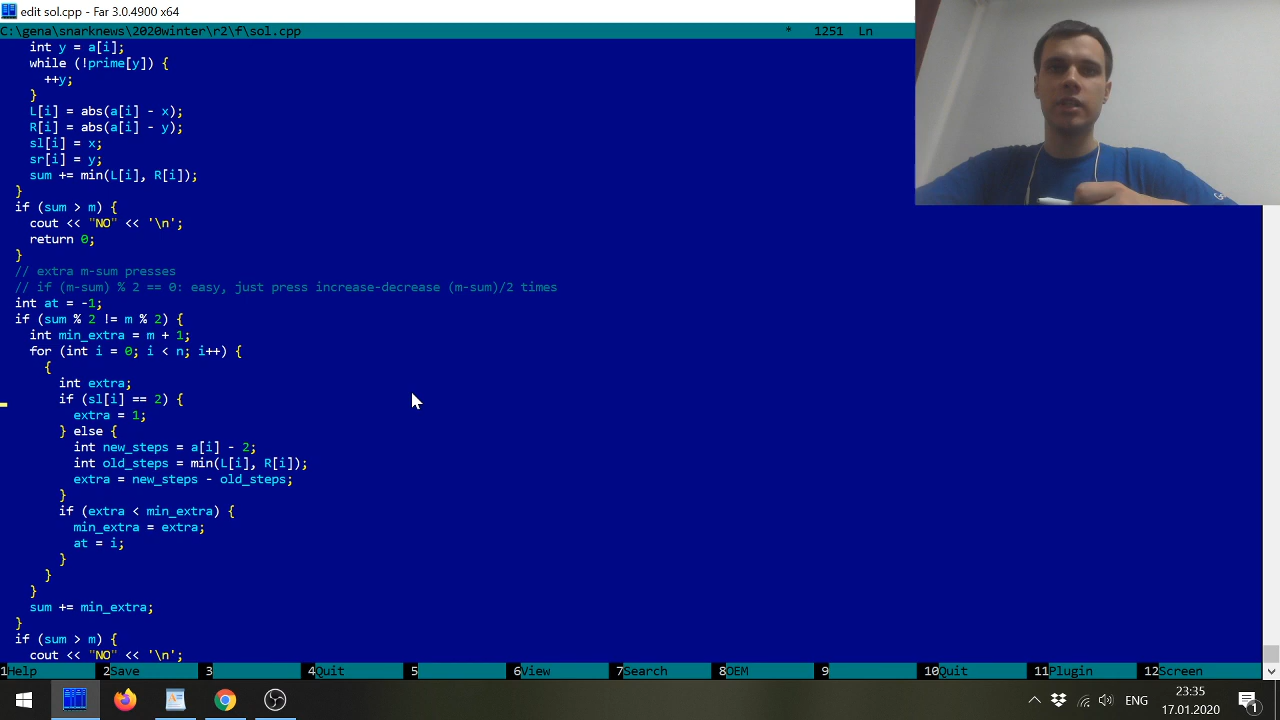 edit sol.cpp - Far 3.0.4900 x64
C:\gena\snarknews\2020winter\r2\f\sol.cpp * 1251 Ln
int y = a[i];
while (!prime[y]) {
++y;
}
L[i] = abs(a[i] - x);
R[i] = abs(a[i] - y);
sl[i] = x;
sr[i] = y;
sum += min(L[i], R[i]);
}
if (sum > m) {
cout << "NO" << '\n';
return 0;
}
// extra m-sum presses
// if (m-sum) % 2 == 0: easy, just press increase-decrease (m-sum)/2 times
int at = -1;
if (sum % 2 != m % 2) {
int min_extra = m + 1;
for (int i = 0; i < n; i++) {
{
int extra;
if (sl[i] == 2) {
extra = 1;
} else {
int new_steps = a[i] - 2;
int old_steps = min(L[i], R[i]);
extra = new_steps - old_steps;
}
if (extra < min_extra) {
min_extra = extra;
at = i;
}
}
}
sum += min_extra;
}
if (sum > m) {
cout << "NO" << '\n';
1Help 2Save 3 4Quit 5 6View 7Search 8OEM 9 10Quit 11Plugin 12Screen
ENG 23:35
17.01.2020 1